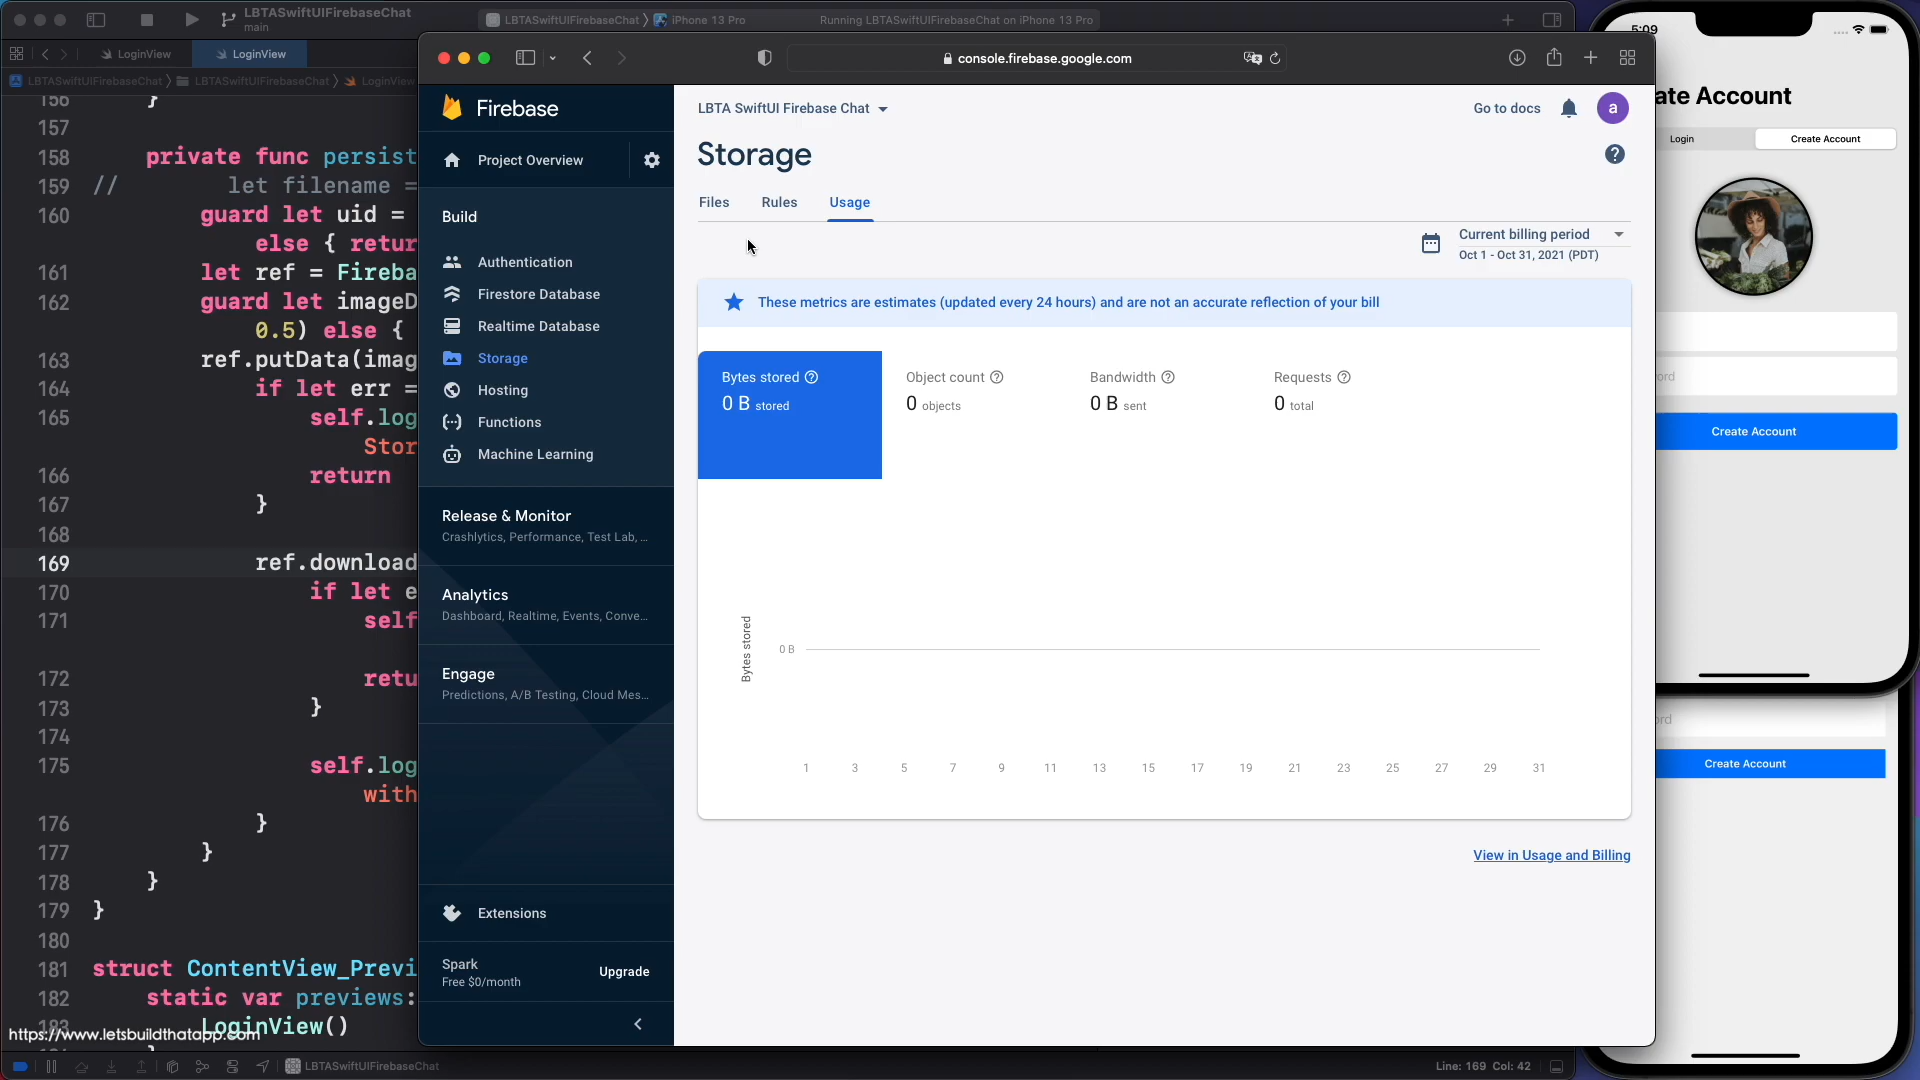 LBTASwiftUIFirebaseChat
main
LBTASwiftUIFirebaseChat
iPhone 13 Pro
Running LBTASwiftUIFirebaseChat on iPhone 13 Pro
LoginView
LoginView
LBTASwiftUIFirebaseChat
LBTASwiftUIFirebaseChat
LoginView
156 }
157
158 private func persist
159 // let filename =
160 guard let uid =
else { retur
161 let ref = Fireba
162 guard let imageD
0.5) else {
163 ref.putData(imag
164 if let err =
165 self.log
Stor
166 return
167 }
168
169 ref.download
170 if let e
171 self
172 retu
173 }
174
175 self.log
with
176 }
177 }
178 }
179 }
180
181 struct ContentView_Previ
182 static var previews:
183 LoginView()
https://www.letsbuildthatapp.com
LBTASwiftUIFirebaseChat
Line: 169 Col: 42
console.firebase.google.com
Firebase
Project Overview
Build
Authentication
Firestore Database
Realtime Database
Storage
Hosting
Functions
Machine Learning
Release & Monitor
Crashlytics, Performance, Test Lab, ...
Analytics
Dashboard, Realtime, Events, Conve...
Engage
Predictions, A/B Testing, Cloud Mes...
Extensions
Spark
Free $0/month
Upgrade
LBTA SwiftUI Firebase Chat
Go to docs
a
Storage
Files
Rules
Usage
Current billing period
Oct 1 - Oct 31, 2021 (PDT)
These metrics are estimates (updated every 24 hours) and are not an accurate reflection of your bill
Bytes stored
0 B stored
Object count
0 objects
Bandwidth
0 B sent
Requests
0 total
Bytes stored
0 B
1 3 5 7 9 11 13 15 17 19 21 23 25 27 29 31
View in Usage and Billing
5:09
ate Account
Login
Create Account
ord
Create Account
ord
Create Account